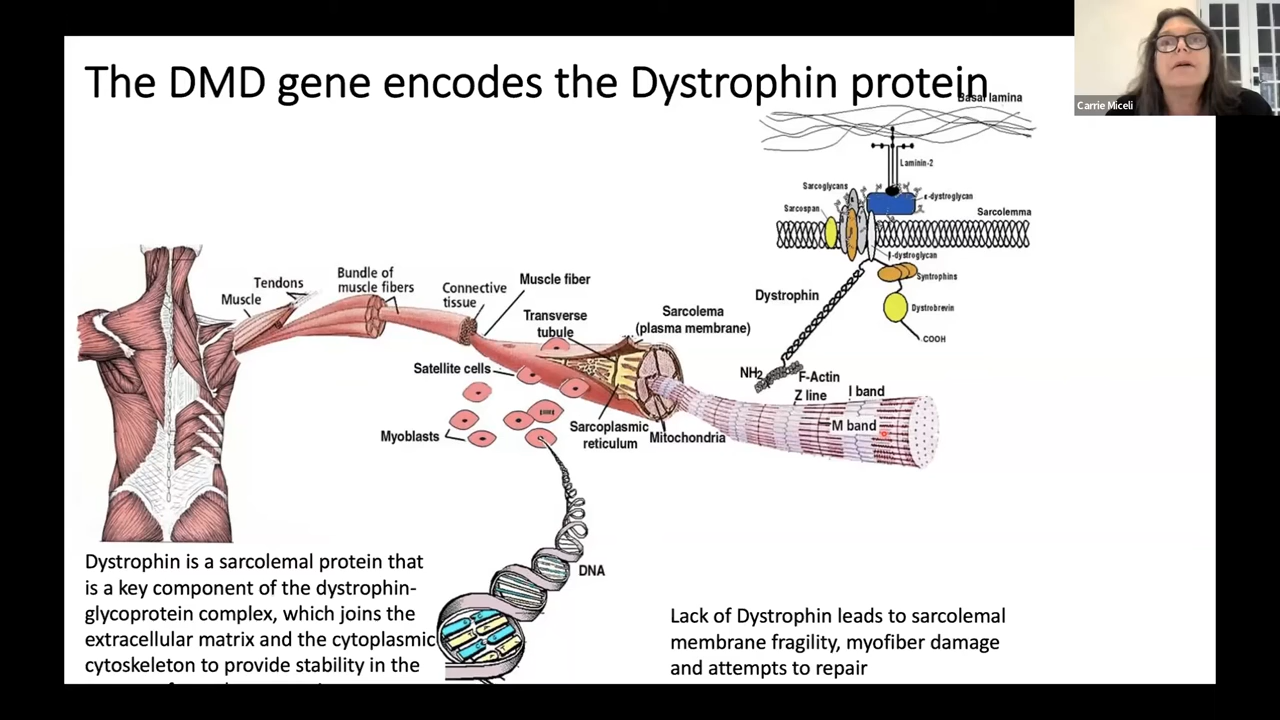 The DMD gene encodes the Dystrophin protein
Carrie Miceli
Basal lamina
Laminin-2
Sarcoglycans
ε-dystroglycan
Sarcospan
Sarcolemma
β-dystroglycan
Syntrophins
Dystrophin
Dystrobrevin
COOH
NH2
F-Actin
Z line
I band
M band
Muscle
Tendons
Bundle of
muscle fibers
Connective
tissue
Muscle fiber
Transverse
tubule
Sarcolema
(plasma membrane)
Satellite cells
Myoblasts
Sarcoplasmic
reticulum
Mitochondria
DNA
Dystrophin is a sarcolemal protein that
is a key component of the dystrophin-
glycoprotein complex, which joins the
extracellular matrix and the cytoplasmic
cytoskeleton to provide stability in the
Lack of Dystrophin leads to sarcolemal
membrane fragility, myofiber damage
and attempts to repair